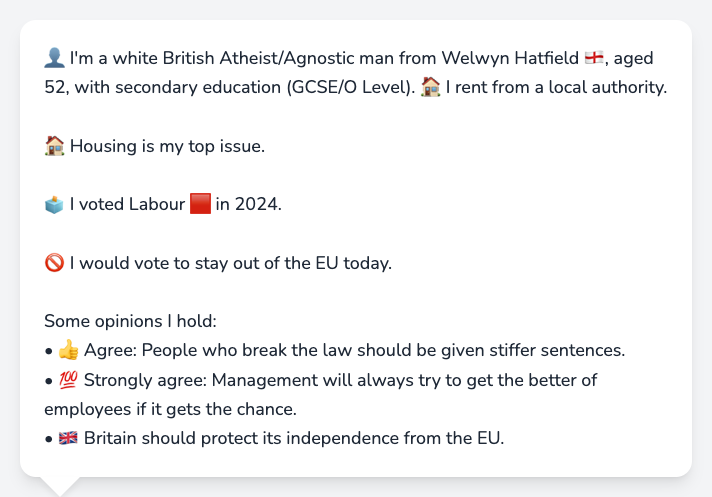 👤 I'm a white British Atheist/Agnostic man from Welwyn Hatfield 🏴󠁧󠁢󠁥󠁮󠁧󠁿, aged
52, with secondary education (GCSE/O Level). 🏠 I rent from a local authority.
🏠 Housing is my top issue.
🗳️ I voted Labour 🟥 in 2024.
🚫 I would vote to stay out of the EU today.
Some opinions I hold:
• 👍 Agree: People who break the law should be given stiffer sentences.
• 💯 Strongly agree: Management will always try to get the better of
employees if it gets the chance.
• 🇬🇧 Britain should protect its independence from the EU.